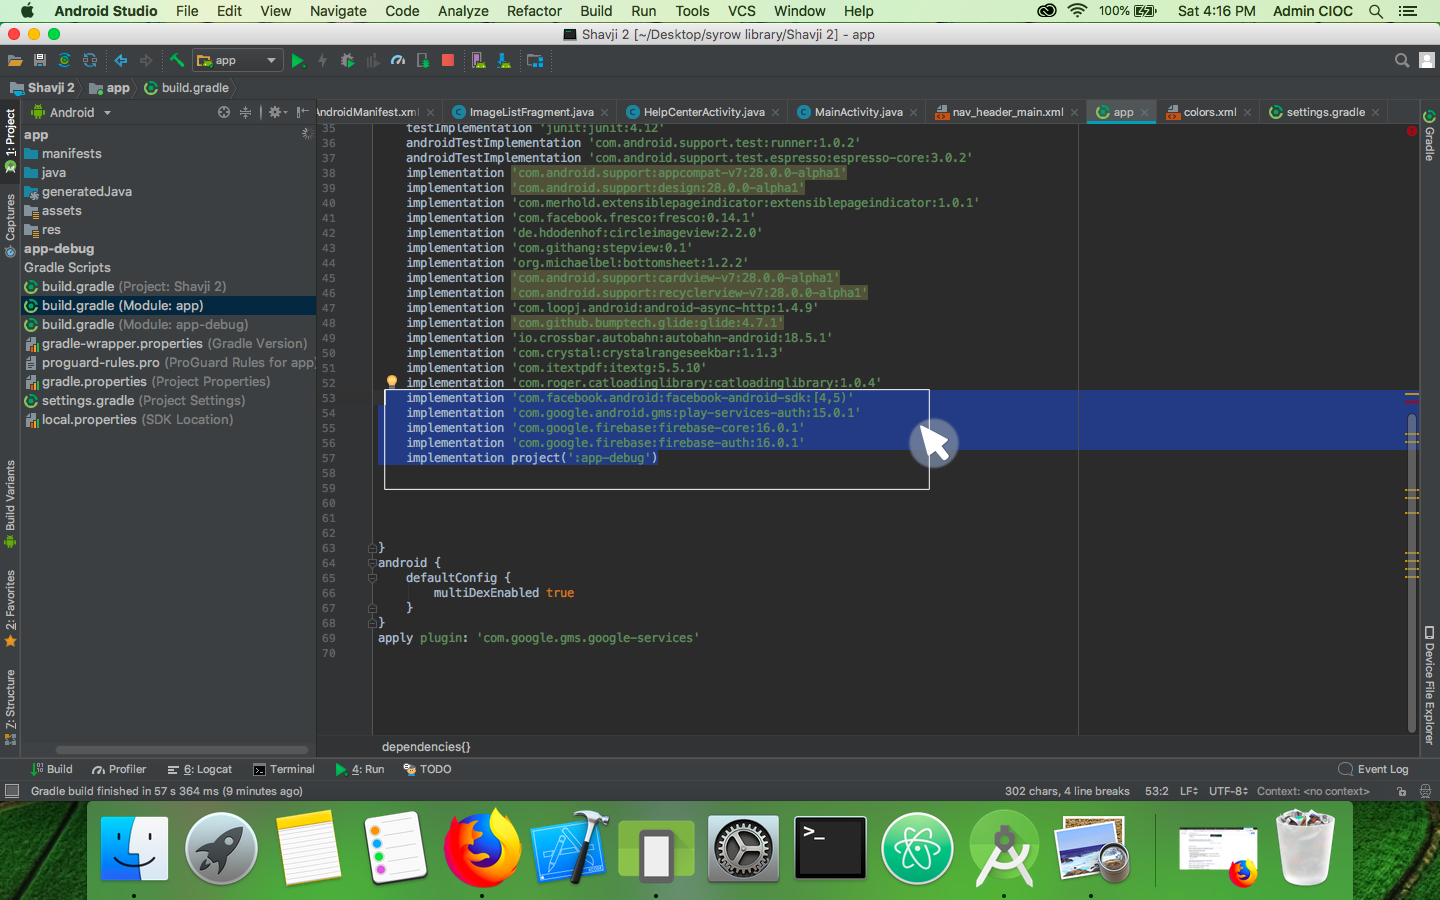 Android Studio File Edit View Navigate Code Analyze Refactor Build Run Tools VCS Window Help 100% Sat 4:16 PM Admin CIOC
Shavji 2 [~/Desktop/syrow library/Shavji 2] - app
app
Shavji 2 app build.gradle
Android
AndroidManifest.xml ImageListFragment.java HelpCenterActivity.java MainActivity.java nav_header_main.xml app colors.xml settings.gradle
1: Project
Captures
Build Variants
2: Favorites
7: Structure
app
manifests
java
generatedJava
assets
res
app-debug
Gradle Scripts
build.gradle (Project: Shavji 2)
build.gradle (Module: app)
build.gradle (Module: app-debug)
gradle-wrapper.properties (Gradle Version)
proguard-rules.pro (ProGuard Rules for app)
gradle.properties (Project Properties)
settings.gradle (Project Settings)
local.properties (SDK Location)
35 testImplementation 'junit:junit:4.12'
36 androidTestImplementation 'com.android.support.test:runner:1.0.2'
37 androidTestImplementation 'com.android.support.test.espresso:espresso-core:3.0.2'
38 implementation 'com.android.support:appcompat-v7:28.0.0-alpha1'
39 implementation 'com.android.support:design:28.0.0-alpha1'
40 implementation 'com.merhold.extensiblepageindicator:extensiblepageindicator:1.0.1'
41 implementation 'com.facebook.fresco:fresco:0.14.1'
42 implementation 'de.hdodenhof:circleimageview:2.2.0'
43 implementation 'com.githang:stepview:0.1'
44 implementation 'org.michaelbel:bottomsheet:1.2.2'
45 implementation 'com.android.support:cardview-v7:28.0.0-alpha1'
46 implementation 'com.android.support:recyclerview-v7:28.0.0-alpha1'
47 implementation 'com.loopj.android:android-async-http:1.4.9'
48 implementation 'com.github.bumptech.glide:glide:4.7.1'
49 implementation 'io.crossbar.autobahn:autobahn-android:18.5.1'
50 implementation 'com.crystal:crystalrangeseekbar:1.1.3'
51 implementation 'com.itextpdf:itextg:5.5.10'
52 implementation 'com.roger.catloadinglibrary:catloadinglibrary:1.0.4'
53 implementation 'com.facebook.android:facebook-android-sdk:[4,5)'
54 implementation 'com.google.android.gms:play-services-auth:15.0.1'
55 implementation 'com.google.firebase:firebase-core:16.0.1'
56 implementation 'com.google.firebase:firebase-auth:16.0.1'
57 implementation project(':app-debug')
58
59
60
61
62
63 }
64 android {
65 defaultConfig {
66 multiDexEnabled true
67 }
68 }
69 apply plugin: 'com.google.gms.google-services'
70
Gradle
Device File Explorer
dependencies{}
Build Profiler 6: Logcat Terminal 4: Run TODO Event Log
Gradle build finished in 57 s 364 ms (9 minutes ago) 302 chars, 4 line breaks 53:2 LF UTF-8 Context: <no context>